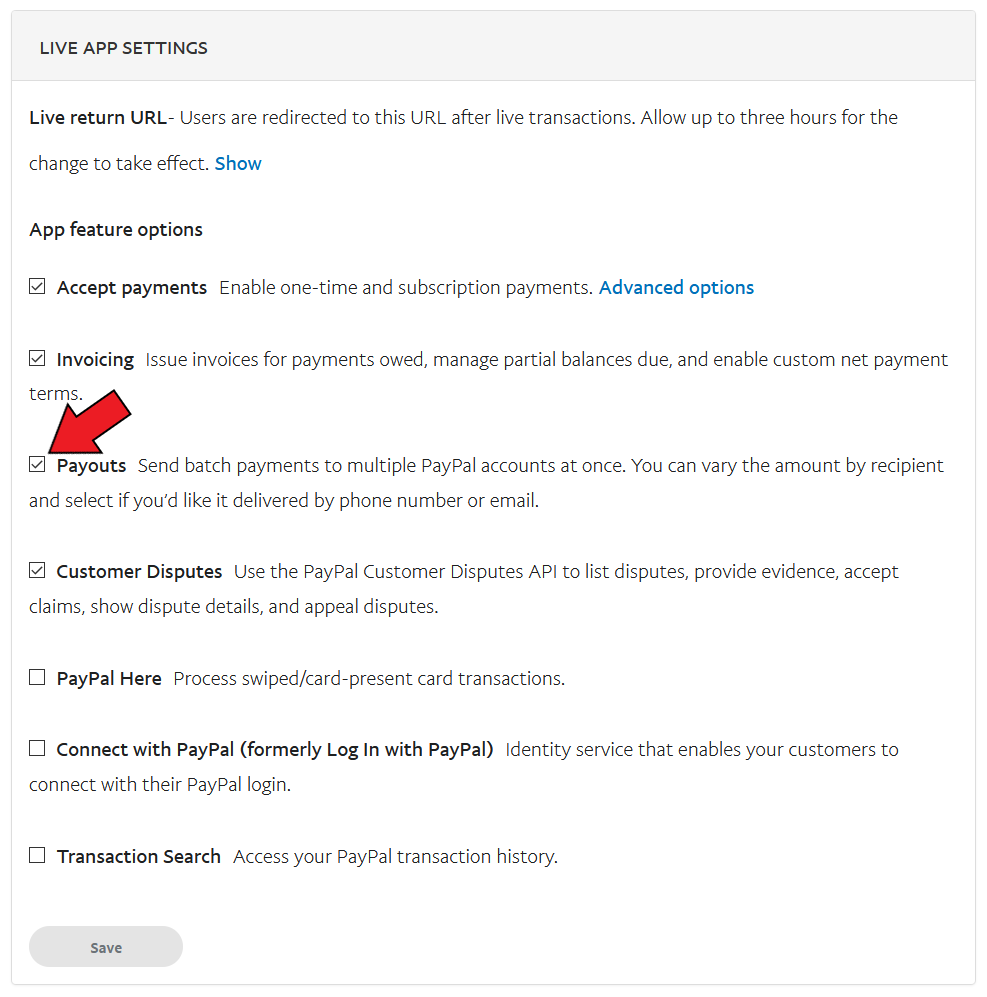 LIVE APP SETTINGS
Live return URL- Users are redirected to this URL after live transactions. Allow up to three hours for the
change to take effect. Show
App feature options
Accept payments Enable one-time and subscription payments. Advanced options
Invoicing Issue invoices for payments owed, manage partial balances due, and enable custom net payment
terms.
Payouts Send batch payments to multiple PayPal accounts at once. You can vary the amount by recipient
and select if you’d like it delivered by phone number or email.
Customer Disputes Use the PayPal Customer Disputes API to list disputes, provide evidence, accept
claims, show dispute details, and appeal disputes.
PayPal Here Process swiped/card-present card transactions.
Connect with PayPal (formerly Log In with PayPal) Identity service that enables your customers to
connect with their PayPal login.
Transaction Search Access your PayPal transaction history.
Save